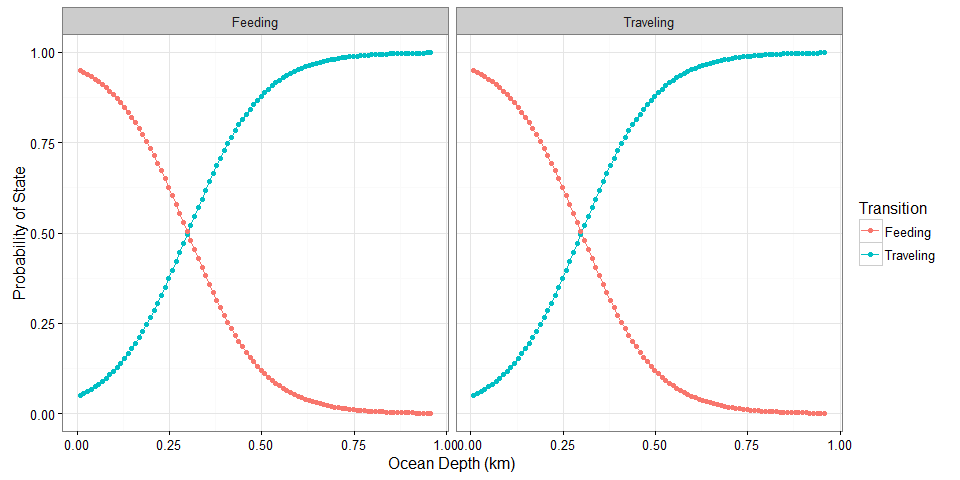 Feeding Traveling
Probability of State
1.00
0.75
0.50
0.25
0.00
0.00 0.25 0.50 0.75 1.00 0.00 0.25 0.50 0.75 1.00
Ocean Depth (km)
Transition
Feeding
Traveling